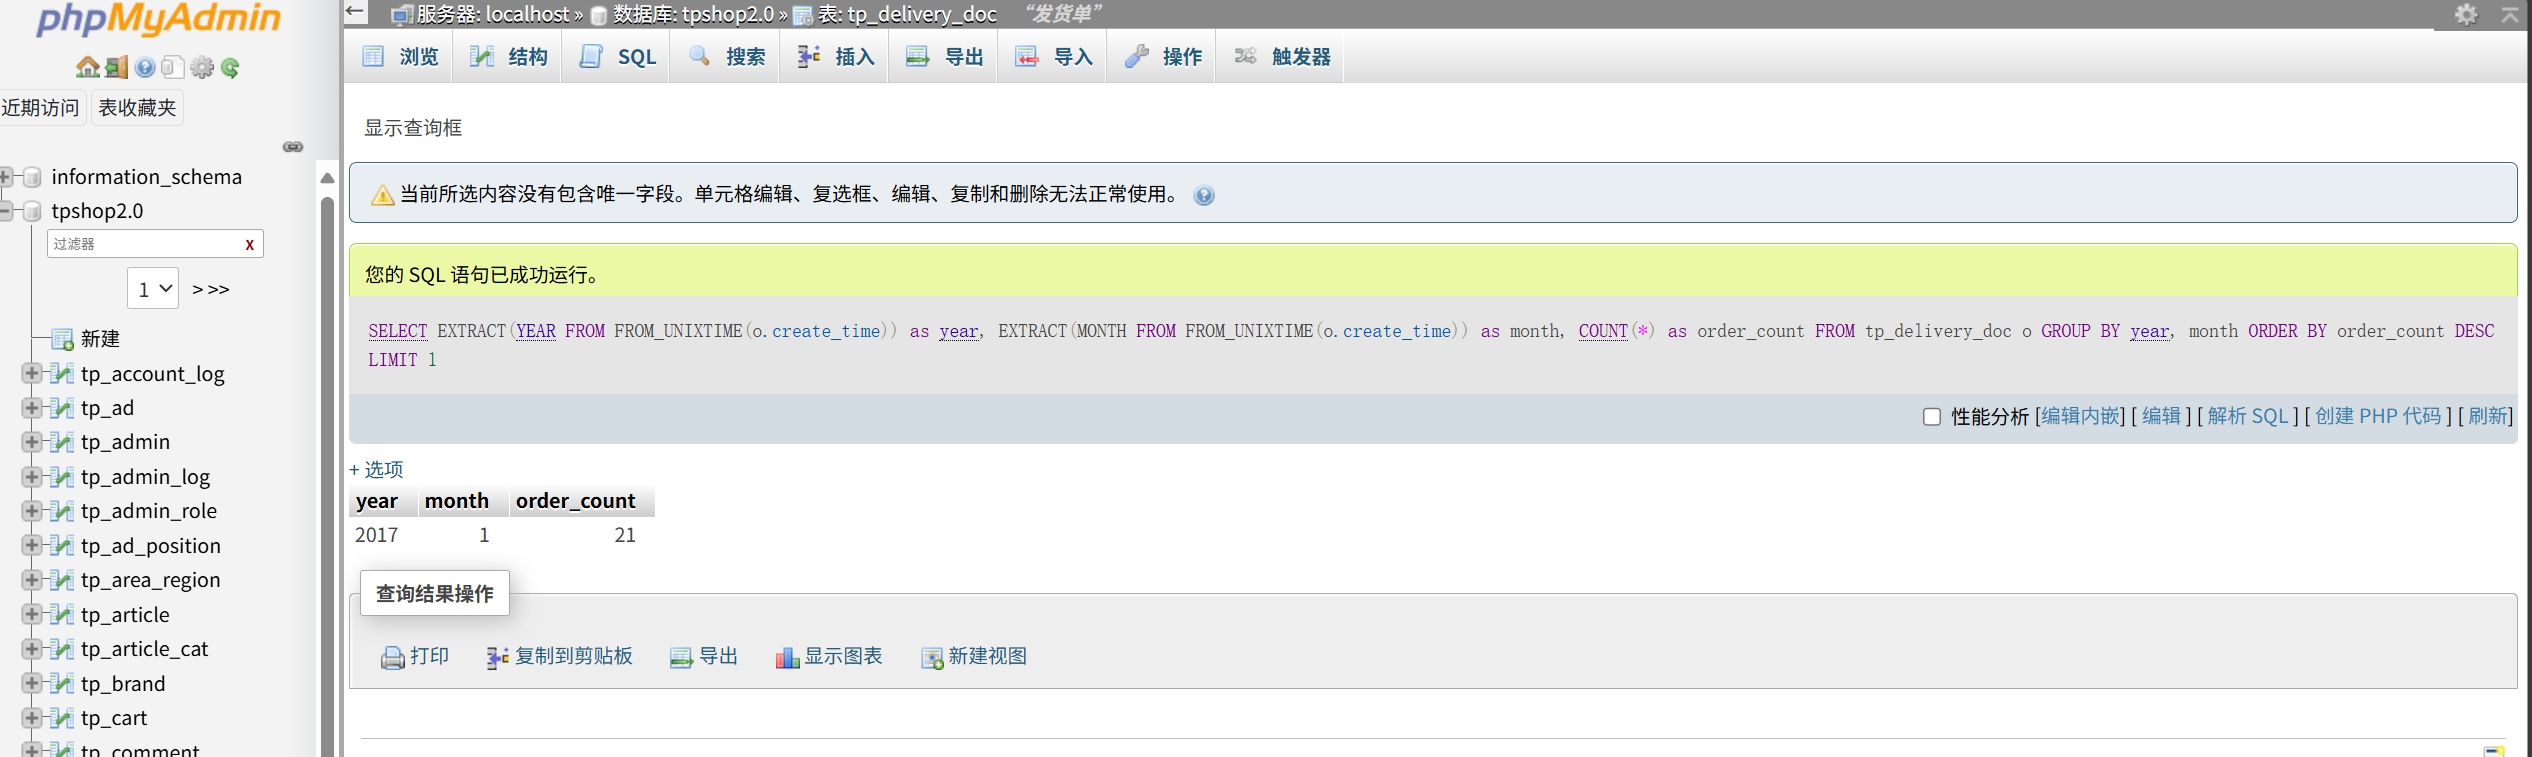 phpMyAdmin
近期访问 表收藏夹
information_schema
tpshop2.0
过滤器 x
1 > >>
新建
tp_account_log
tp_ad
tp_admin
tp_admin_log
tp_admin_role
tp_ad_position
tp_area_region
tp_article
tp_article_cat
tp_brand
tp_cart
tp_comment
服务器: localhost » 数据库: tpshop2.0 » 表: tp_delivery_doc “发货单”
浏览 结构 SQL 搜索 插入 导出 导入 操作 触发器
显示查询框
当前所选内容没有包含唯一字段。单元格编辑、复选框、编辑、复制和删除无法正常使用。
您的 SQL 语句已成功运行。
SELECT EXTRACT(YEAR FROM FROM_UNIXTIME(o.create_time)) as year, EXTRACT(MONTH FROM FROM_UNIXTIME(o.create_time)) as month, COUNT(*) as order_count FROM tp_delivery_doc o GROUP BY year, month ORDER BY order_count DESC
LIMIT 1
性能分析 [编辑内嵌] [ 编辑 ] [ 解析 SQL ] [ 创建 PHP 代码 ] [ 刷新]
+ 选项
year month order_count
2017 1 21
查询结果操作
打印 复制到剪贴板 导出 显示图表 新建视图